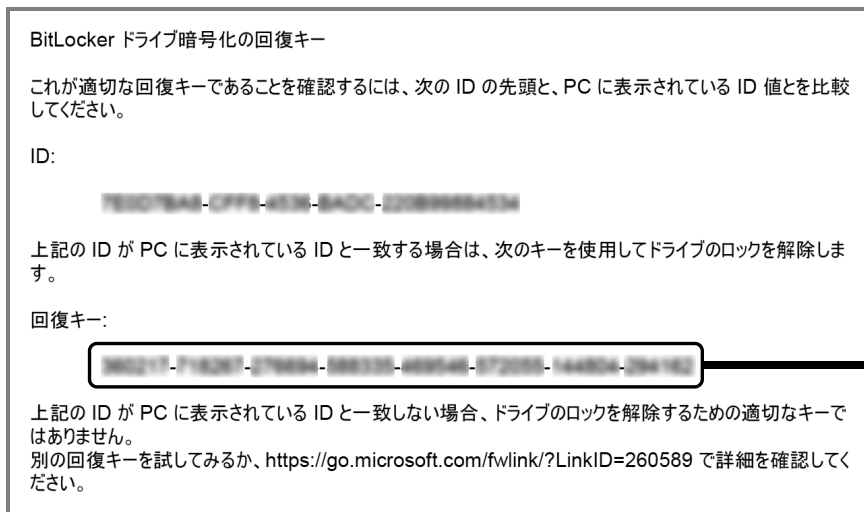 BitLocker ドライブ暗号化の回復キー
これが適切な回復キーであることを確認するには、次の ID の先頭と、PC に表示されている ID 値とを比較
してください。
ID:
上記の ID が PC に表示されている ID と一致する場合は、次のキーを使用してドライブのロックを解除しま
す。
回復キー:
上記の ID が PC に表示されている ID と一致しない場合、ドライブのロックを解除するための適切なキーで
はありません。
別の回復キーを試してみるか、https://go.microsoft.com/fwlink/?LinkID=260589 で詳細を確認してく
ださい。